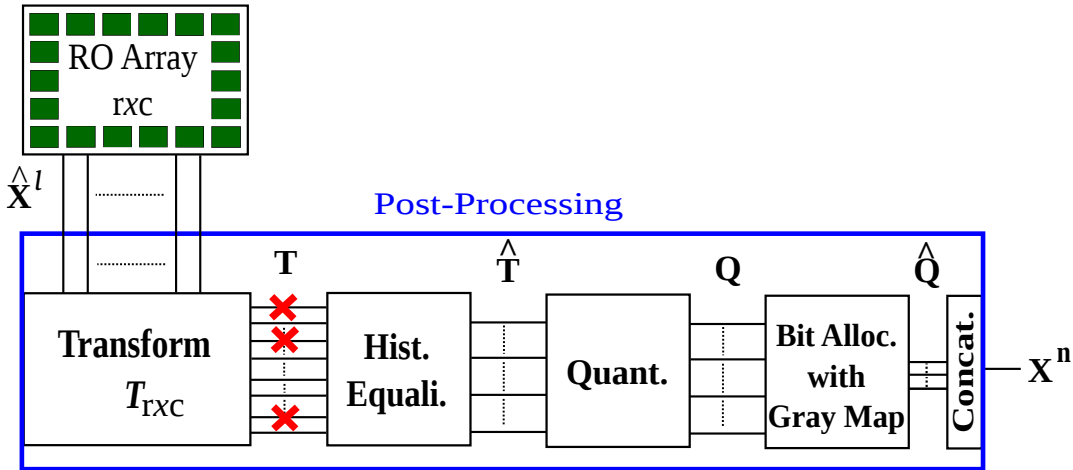 RO Array
rxc
X̂^l
Post-Processing
T
T̂
Q
Q̂
Transform
T_rxc
Hist.
Equali.
Quant.
Bit Alloc.
with
Gray Map
Concat.
X^n